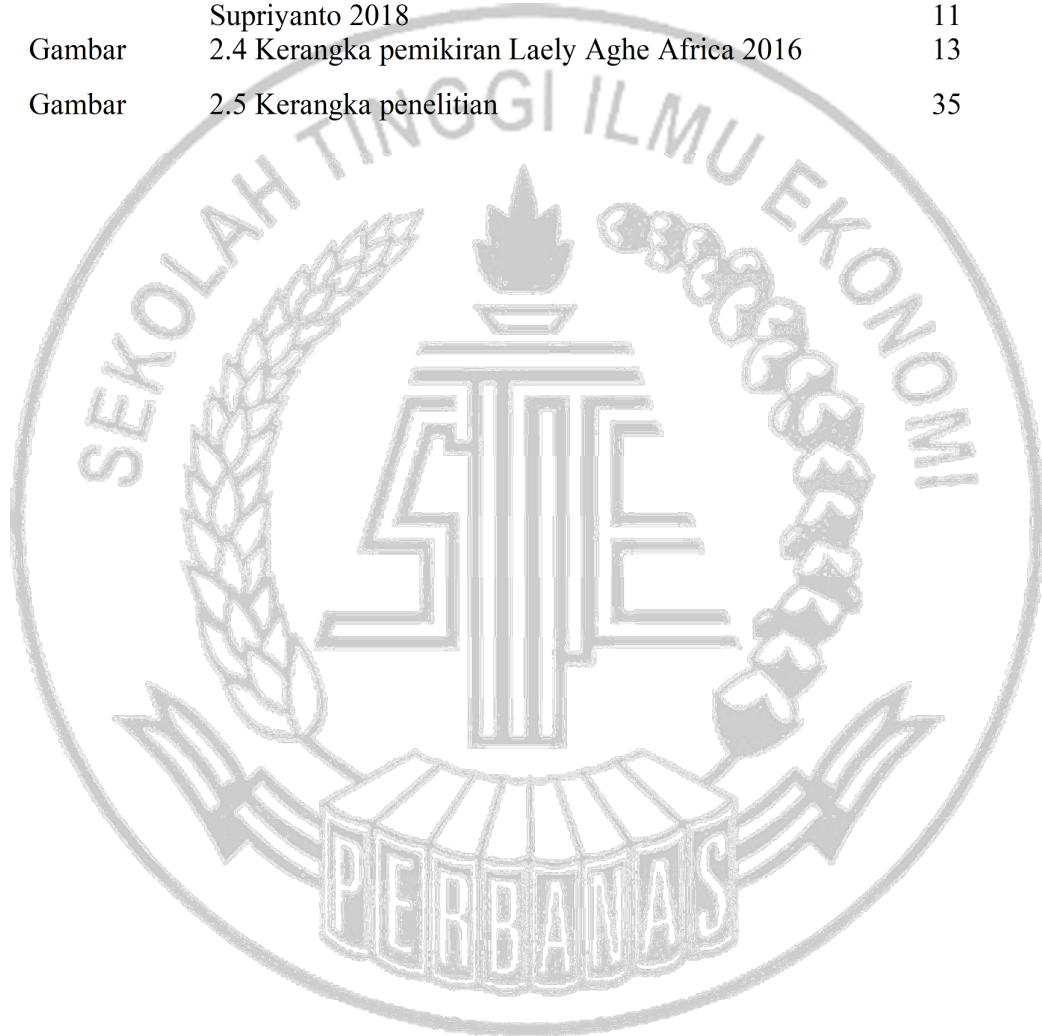 Supriyanto 2018 11
Gambar 2.4 Kerangka pemikiran Laely Aghe Africa 2016 13
Gambar 2.5 Kerangka penelitian 35
SEKOLAH TINGGI ILMU EKONOMI
STIE
PERBANAS